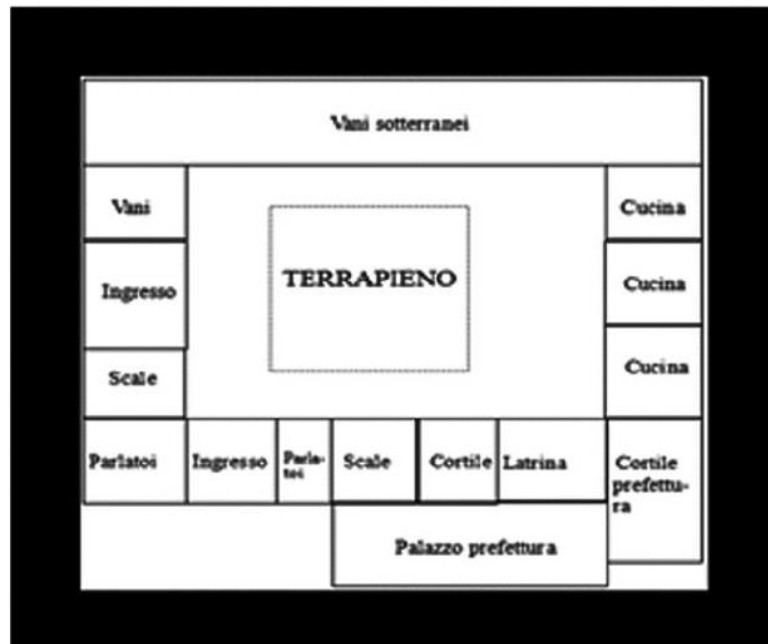 Vani sotterranei
Vani
Cucina
TERRAPIENO
Ingresso
Cucina
Scale
Cucina
Parlatoi
Ingresso
Parla-
toi
Scale
Cortile
Latrina
Cortile
prefettu-
ra
Palazzo prefettura